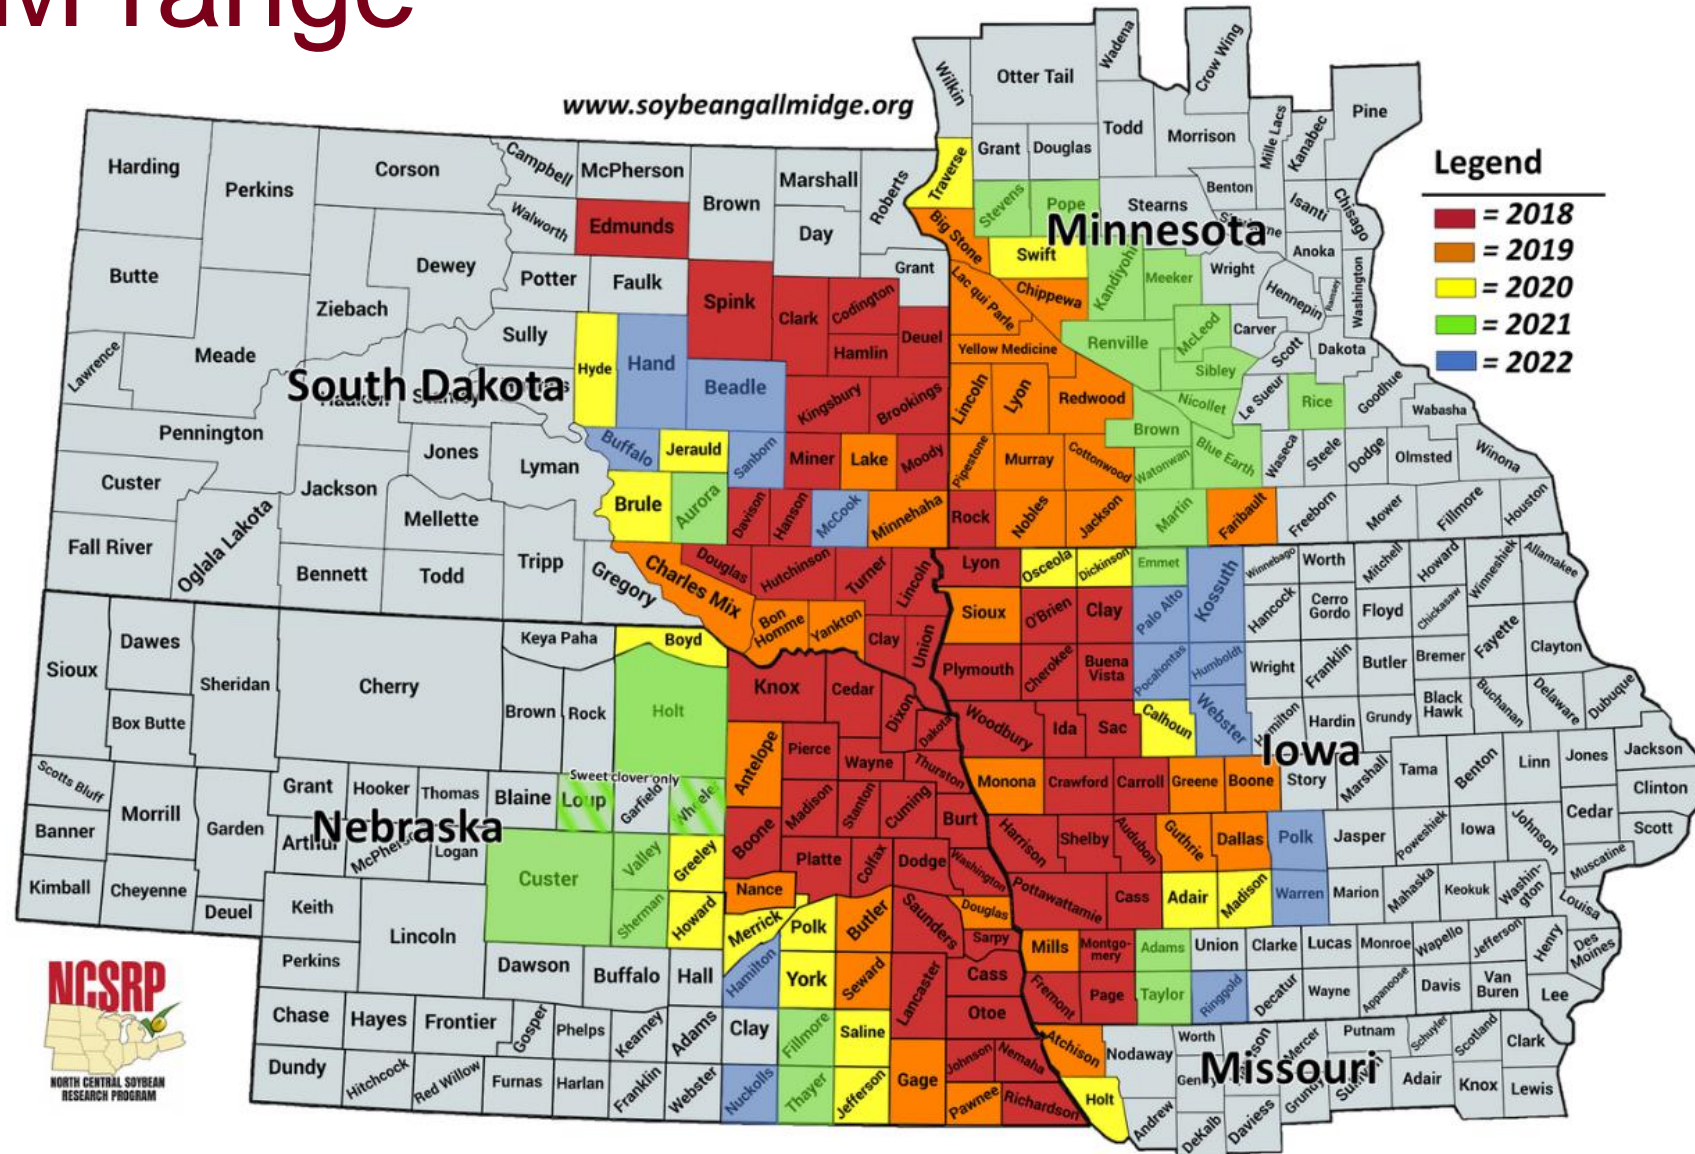 M range
www.soybeangallmidge.org
Legend
= 2018
= 2019
= 2020
= 2021
= 2022
South Dakota
Harding
Perkins
Corson
Campbell
McPherson
Brown
Marshall
Roberts
Walworth
Edmunds
Day
Butte
Dewey
Potter
Faulk
Grant
Ziebach
Spink
Clark
Codington
Deuel
Hamlin
Lawrence
Meade
Sully
Hyde
Hand
Beadle
Kingsbury
Brookings
Pennington
Jones
Lyman
Buffalo
Jerauld
Sanborn
Miner
Lake
Moody
Custer
Jackson
Mellette
Brule
Aurora
Davison
Hanson
McCook
Minnehaha
Fall River
Oglala Lakota
Bennett
Todd
Tripp
Gregory
Charles Mix
Douglas
Hutchinson
Turner
Lincoln
Bon
Homme
Yankton
Clay
Union
Minnesota
Wilkin
Otter Tail
Wadena
Crow Wing
Todd
Morrison
Mille Lacs
Kanabec
Pine
Traverse
Grant
Douglas
Stevens
Pope
Stearns
Benton
Isanti
Chisago
Big Stone
Swift
Kandiyohi
Meeker
Wright
Anoka
Hennepin
Ramsey
Washington
Lac qui Parle
Chippewa
Renville
McLeod
Carver
Scott
Dakota
Yellow Medicine
Sibley
Lincoln
Lyon
Redwood
Nicollet
Le Sueur
Rice
Goodhue
Wabasha
Brown
Pipestone
Murray
Cottonwood
Watonwan
Blue Earth
Waseca
Steele
Dodge
Olmsted
Winona
Rock
Nobles
Jackson
Martin
Faribault
Freeborn
Mower
Fillmore
Houston
Nebraska
Sioux
Dawes
Sheridan
Cherry
Keya Paha
Boyd
Box Butte
Brown
Rock
Holt
Knox
Cedar
Dixon
Dakota
Antelope
Pierce
Wayne
Thurston
Scotts Bluff
Morrill
Garden
Grant
Hooker
Thomas
Blaine
Sweet clover only
Loup
Garfield
Madison
Stanton
Cuming
Burt
Banner
Logan
Custer
Valley
Greeley
Boone
Platte
Colfax
Dodge
Washington
Kimball
Cheyenne
Deuel
Keith
Lincoln
Sherman
Howard
Nance
Merrick
Polk
Butler
Saunders
Douglas
Sarpy
Perkins
Dawson
Buffalo
Hall
Hamilton
York
Seward
Lancaster
Cass
Otoe
Chase
Hayes
Frontier
Gosper
Phelps
Kearney
Adams
Clay
Fillmore
Saline
Dundy
Hitchcock
Red Willow
Furnas
Harlan
Franklin
Webster
Nuckolls
Thayer
Jefferson
Gage
Johnson
Nemaha
Pawnee
Richardson
Iowa
Lyon
Osceola
Dickinson
Emmet
Kossuth
Winnebago
Worth
Mitchell
Howard
Winneshiek
Allamakee
Sioux
O'Brien
Clay
Palo Alto
Hancock
Cerro
Gordo
Floyd
Chickasaw
Fayette
Clayton
Plymouth
Cherokee
Buena
Vista
Pocahontas
Humboldt
Wright
Franklin
Butler
Bremer
Woodbury
Ida
Sac
Calhoun
Webster
Hamilton
Hardin
Grundy
Black
Hawk
Buchanan
Delaware
Dubuque
Monona
Crawford
Carroll
Greene
Boone
Story
Marshall
Tama
Benton
Linn
Jones
Jackson
Clinton
Harrison
Shelby
Audubon
Guthrie
Dallas
Polk
Jasper
Poweshiek
Iowa
Johnson
Cedar
Scott
Muscatine
Pottawattamie
Cass
Adair
Madison
Warren
Marion
Mahaska
Keokuk
Washin-
gton
Louisa
Mills
Montgo-
mery
Adams
Union
Clarke
Lucas
Monroe
Wapello
Jefferson
Henry
Des
Moines
Fremont
Page
Taylor
Ringgold
Decatur
Wayne
Appanoose
Davis
Van
Buren
Lee
Missouri
Atchison
Nodaway
Worth
Mercer
Putnam
Schuyler
Scotland
Clark
Holt
Andrew
DeKalb
Daviess
Grundy
Adair
Knox
Lewis
NCSRP
NORTH CENTRAL SOYBEAN
RESEARCH PROGRAM